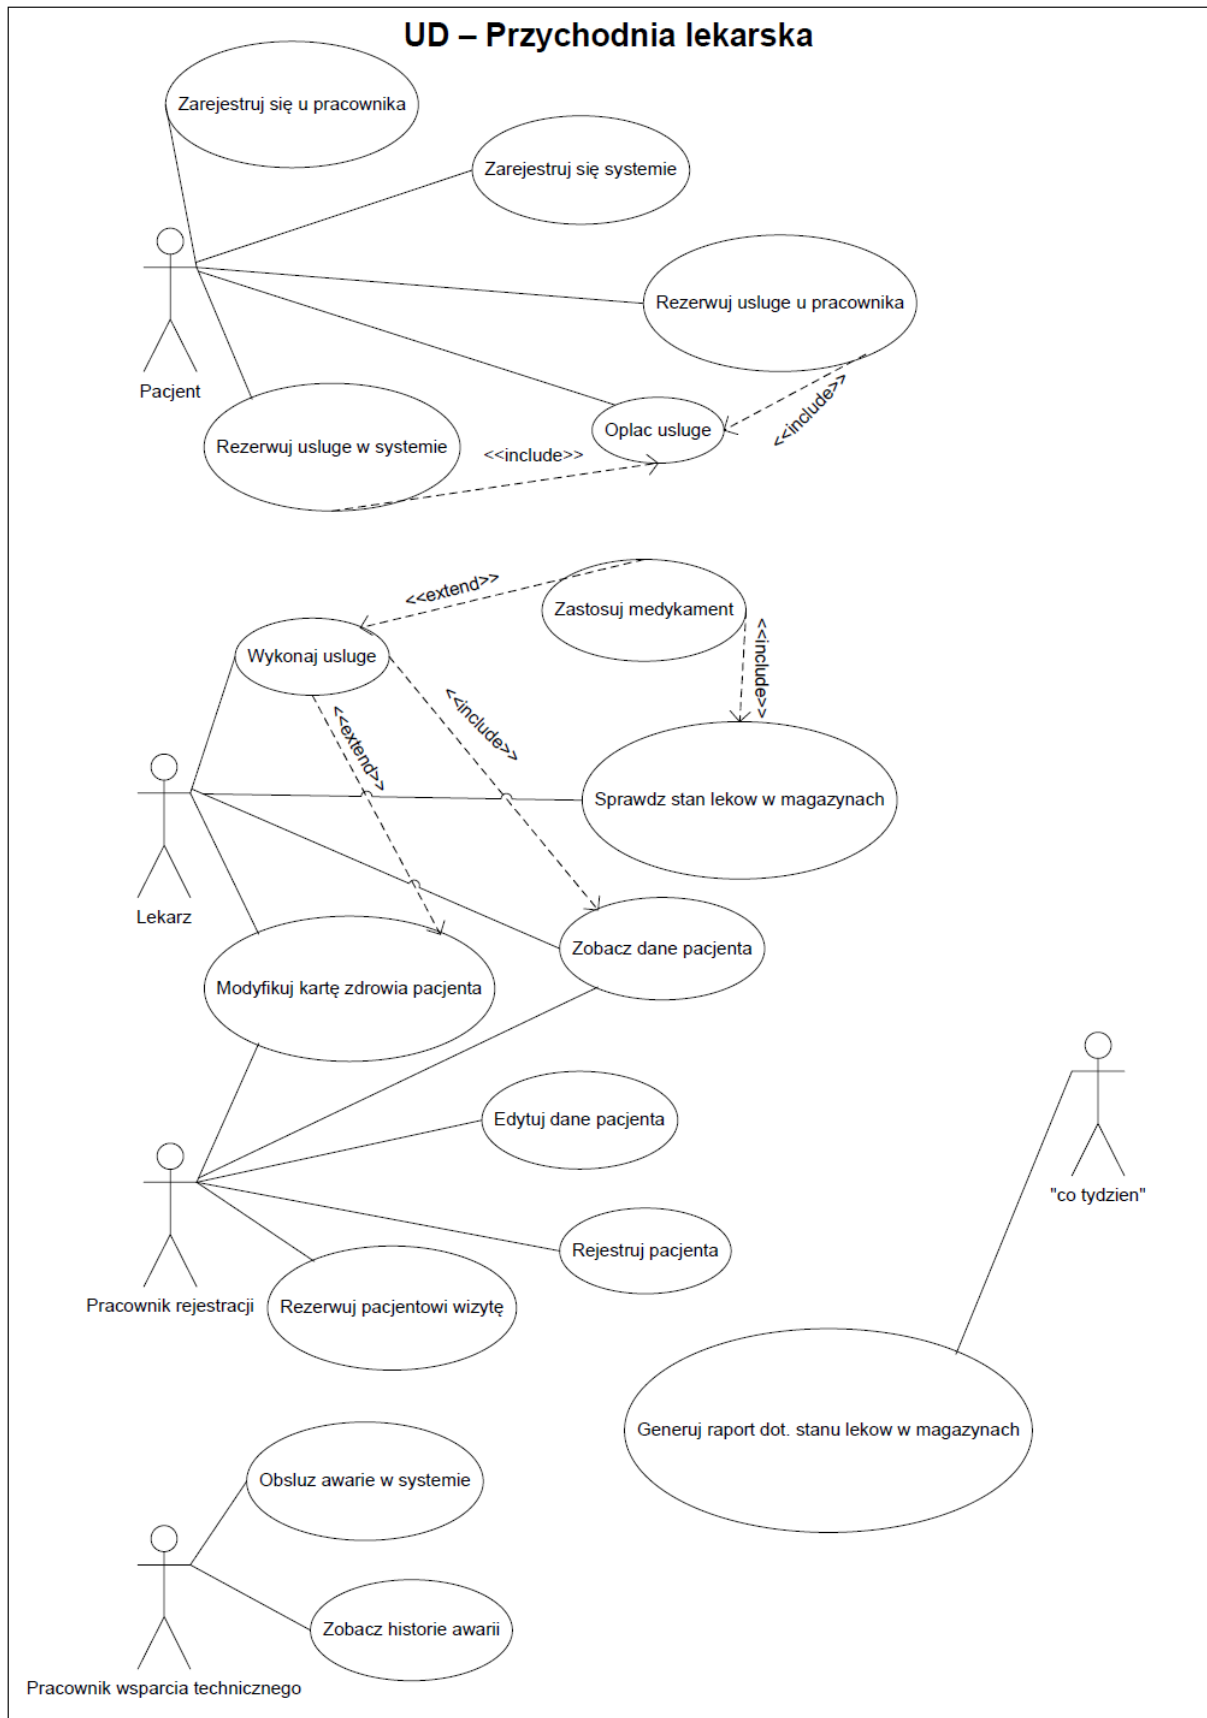 UD – Przychodnia lekarska
Zarejestruj się u pracownika
Zarejestruj się systemie
Rezerwuj usluge u pracownika
Pacjent
Oplac usluge
<<include>>
Rezerwuj usluge w systemie
<<include>>
<<extend>>
Zastosuj medykament
Wykonaj usluge
<<include>>
<<include>>
<<extend>>
Sprawdz stan lekow w magazynach
Lekarz
Zobacz dane pacjenta
Modyfikuj kartę zdrowia pacjenta
Edytuj dane pacjenta
"co tydzien"
Rejestruj pacjenta
Pracownik rejestracji
Rezerwuj pacjentowi wizytę
Generuj raport dot. stanu lekow w magazynach
Obsluz awarie w systemie
Zobacz historie awarii
Pracownik wsparcia technicznego